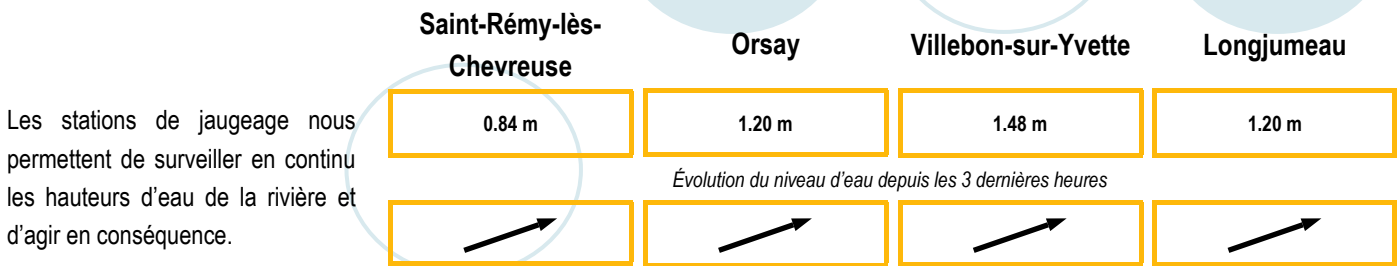 Saint-Rémy-lès-
Chevreuse
Orsay
Villebon-sur-Yvette
Longjumeau
Les stations de jaugeage nous
permettent de surveiller en continu
les hauteurs d'eau de la rivière et
d'agir en conséquence.
0.84 m
1.20 m
1.48 m
1.20 m
Évolution du niveau d'eau depuis les 3 dernières heures